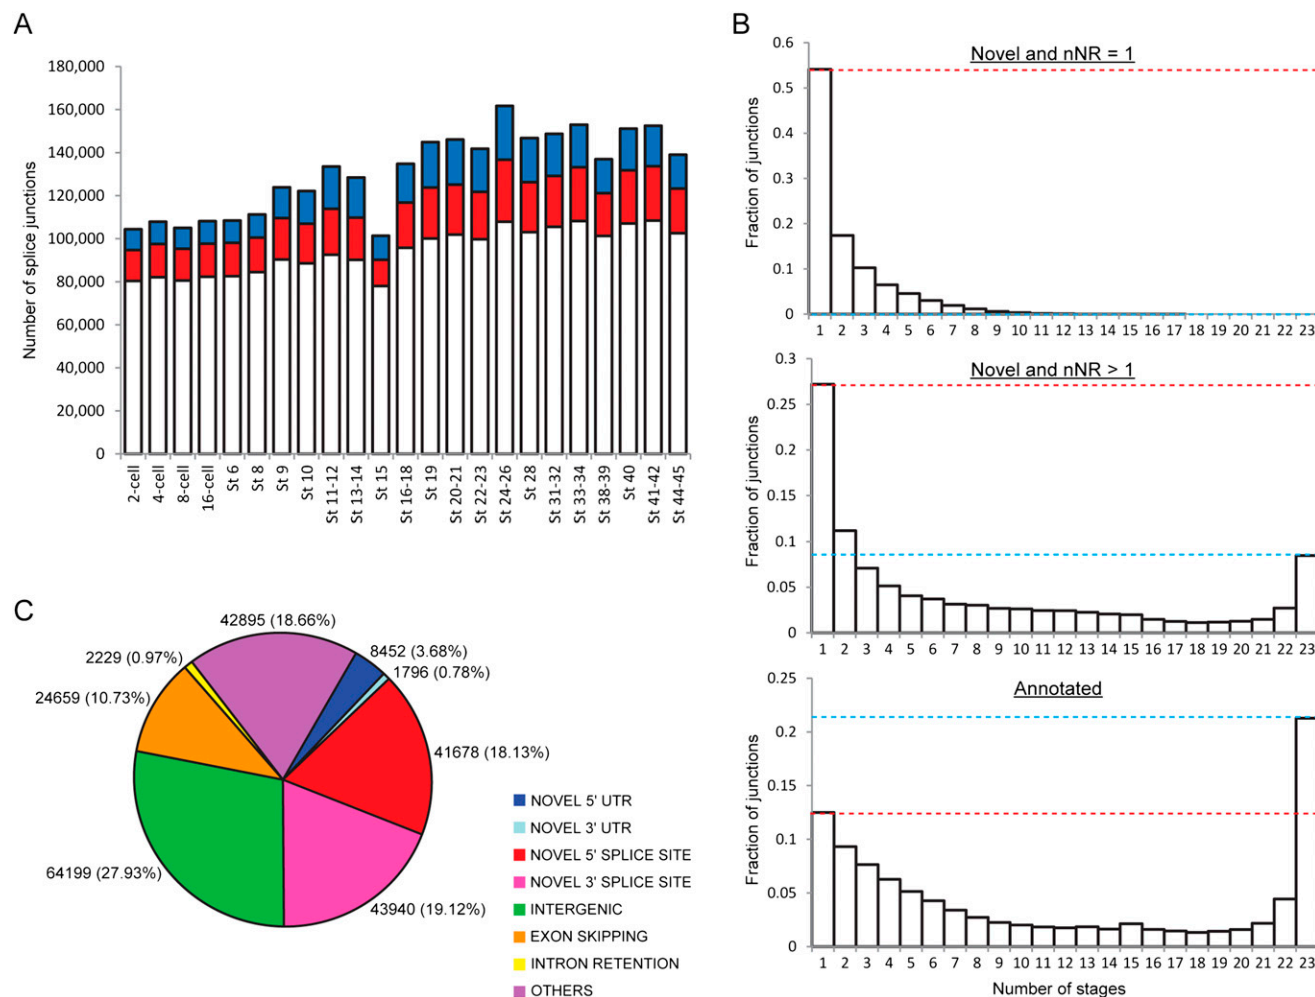 A
180,000
160,000
140,000
120,000
100,000
80,000
60,000
40,000
20,000
0
Number of splice junctions
2-cell
4-cell
8-cell
16-cell
St 6
St 8
St 9
St 10
St 11-12
St 13-14
St 15
St 16-18
St 19
St 20-21
St 22-23
St 24-26
St 28
St 31-32
St 33-34
St 38-39
St 40
St 41-42
St 44-45
B
Novel and nNR = 1
0.6
0.5
0.4
0.3
0.2
0.1
0
Fraction of junctions
1 2 3 4 5 6 7 8 9 10 11 12 13 14 15 16 17 18 19 20 21 22 23
Novel and nNR > 1
0.3
0.25
0.2
0.15
0.1
0.05
0
Fraction of junctions
1 2 3 4 5 6 7 8 9 10 11 12 13 14 15 16 17 18 19 20 21 22 23
Annotated
0.25
0.2
0.15
0.1
0.05
0
Fraction of junctions
1 2 3 4 5 6 7 8 9 10 11 12 13 14 15 16 17 18 19 20 21 22 23
Number of stages
C
42895 (18.66%)
8452 (3.68%)
1796 (0.78%)
41678 (18.13%)
43940 (19.12%)
64199 (27.93%)
24659 (10.73%)
2229 (0.97%)
NOVEL 5' UTR
NOVEL 3' UTR
NOVEL 5' SPLICE SITE
NOVEL 3' SPLICE SITE
INTERGENIC
EXON SKIPPING
INTRON RETENTION
OTHERS